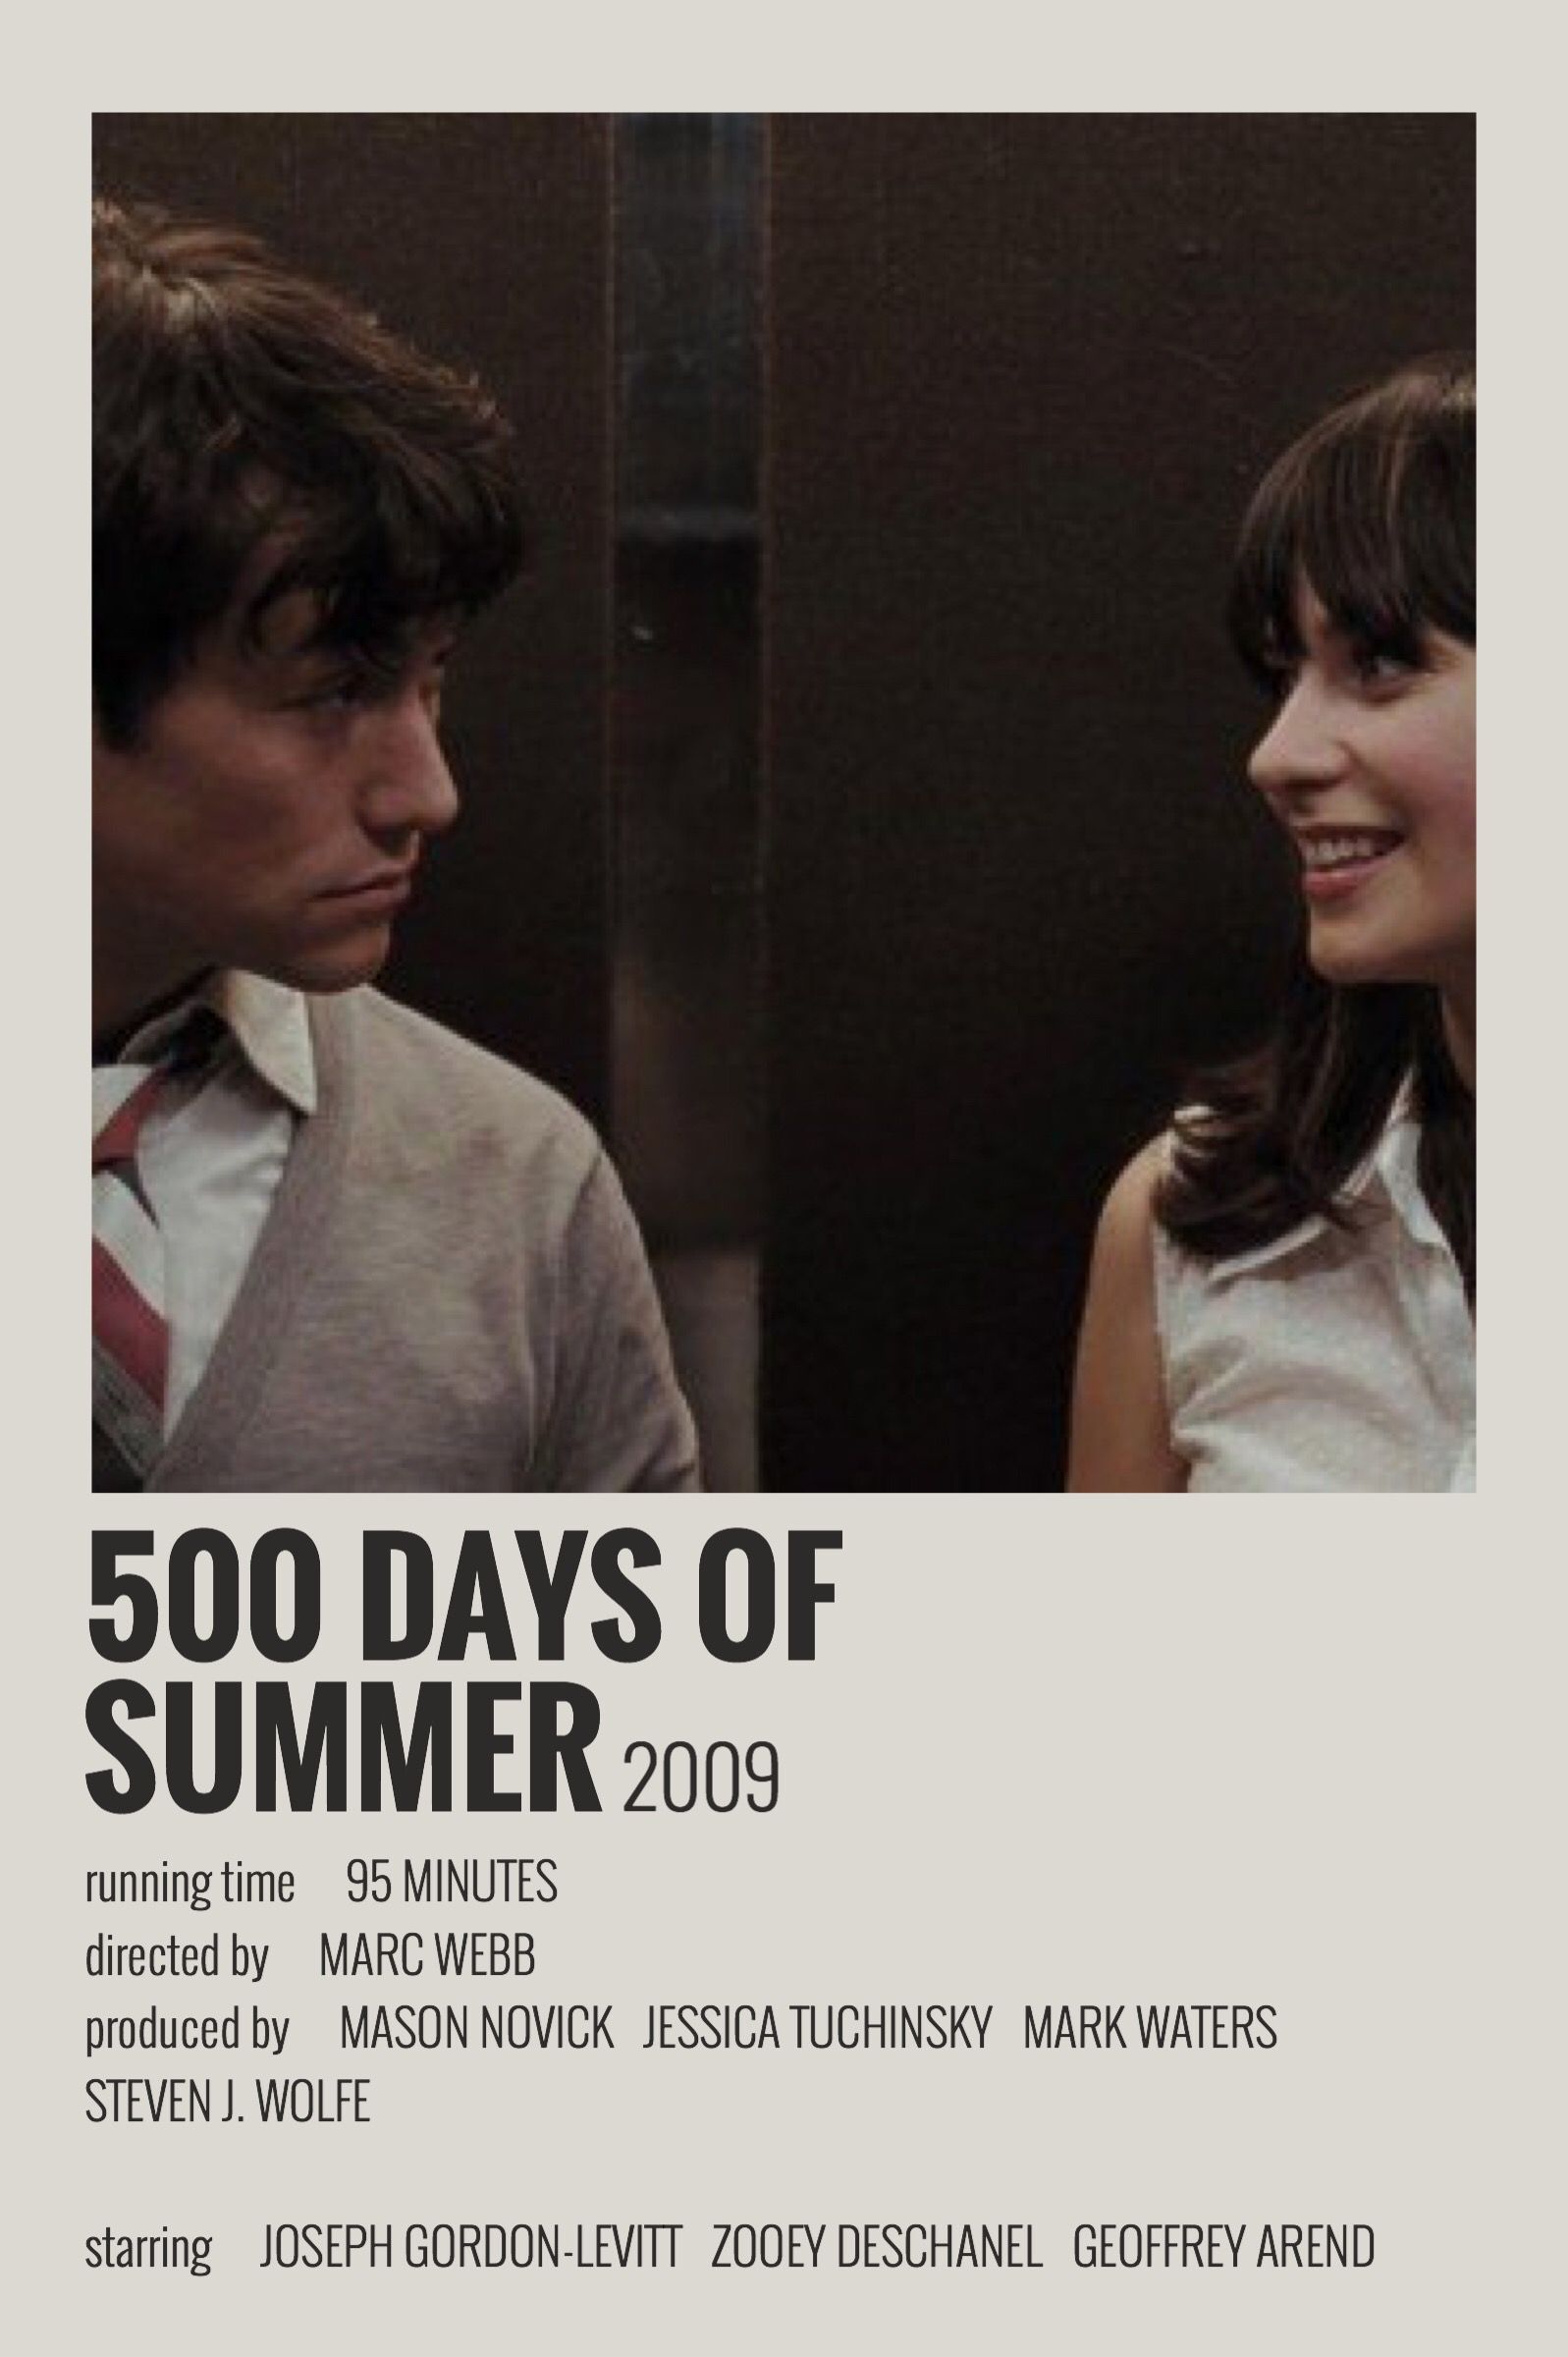 500 DAYS OF
SUMMER 2009
running time 95 MINUTES
directed by MARC WEBB
produced by MASON NOVICK JESSICA TUCHINSKY MARK WATERS
STEVEN J. WOLFE
starring JOSEPH GORDON-LEVITT ZOOEY DESCHANEL GEOFFREY AREND